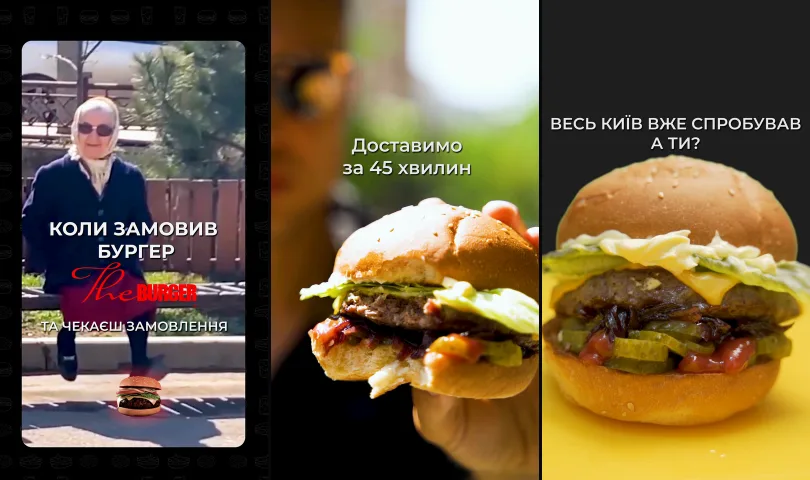 КОЛИ ЗАМОВИВ
БУРГЕР
The BURGER
ТА ЧЕКАЄШ ЗАМОВЛЕННЯ
Доставимо
за 45 хвилин
ВЕСЬ КИЇВ ВЖЕ СПРОБУВАВ
А ТИ?